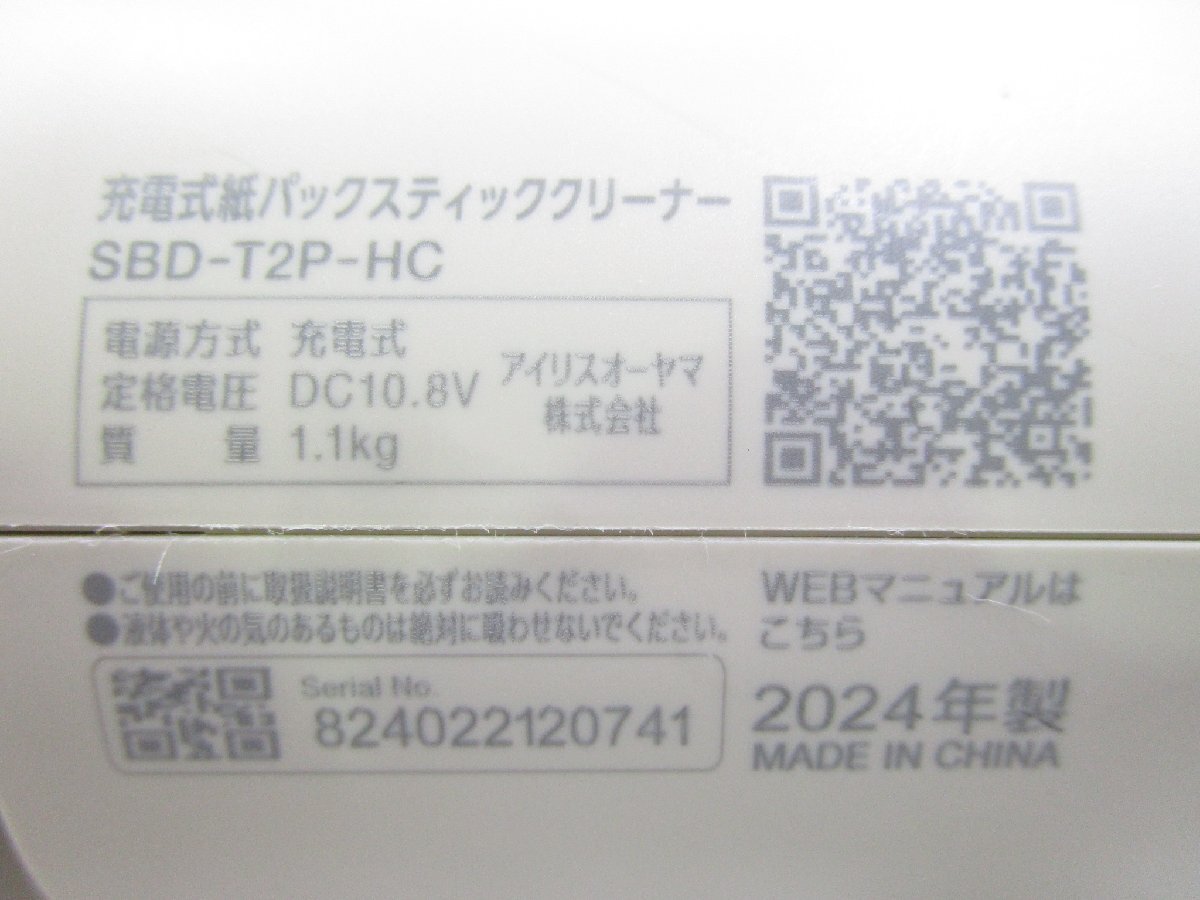 充電式紙パックスティッククリーナー
SBD-T2P-HC
電源方式 充電式
定格電圧 DC10.8V
質量 1.1kg
アイリスオーヤマ
株式会社
●ご使用の前に取扱説明書を必ずお読みください。
●液体や火の気のあるものは絶対に吸わせないでください。
Serial No.
824022120741
WEBマニュアルは
こちら
2024年製
MADE IN CHINA